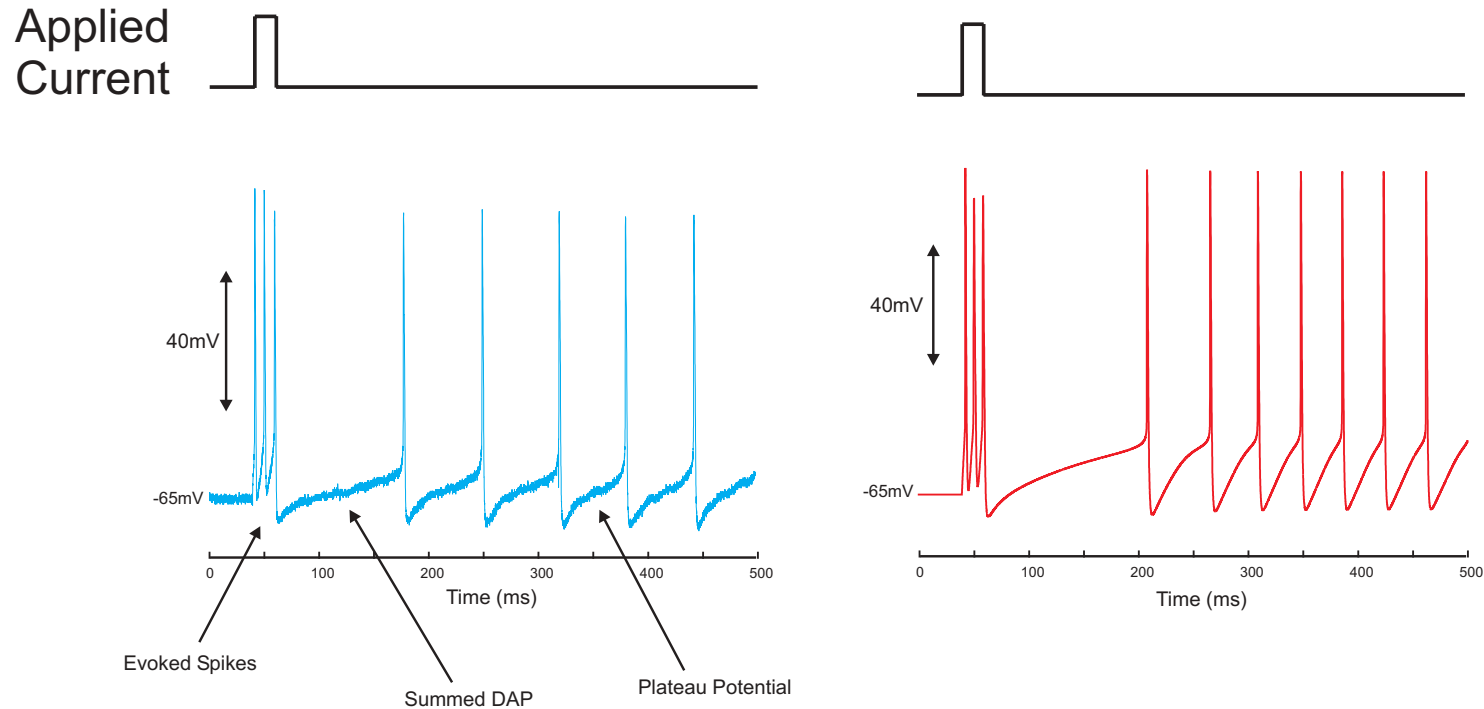 Applied
Current
40mV
-65mV
0 100 200 300 400 500
Time (ms)
Evoked Spikes
Summed DAP
Plateau Potential
40mV
-65mV
0 100 200 300 400 500
Time (ms)